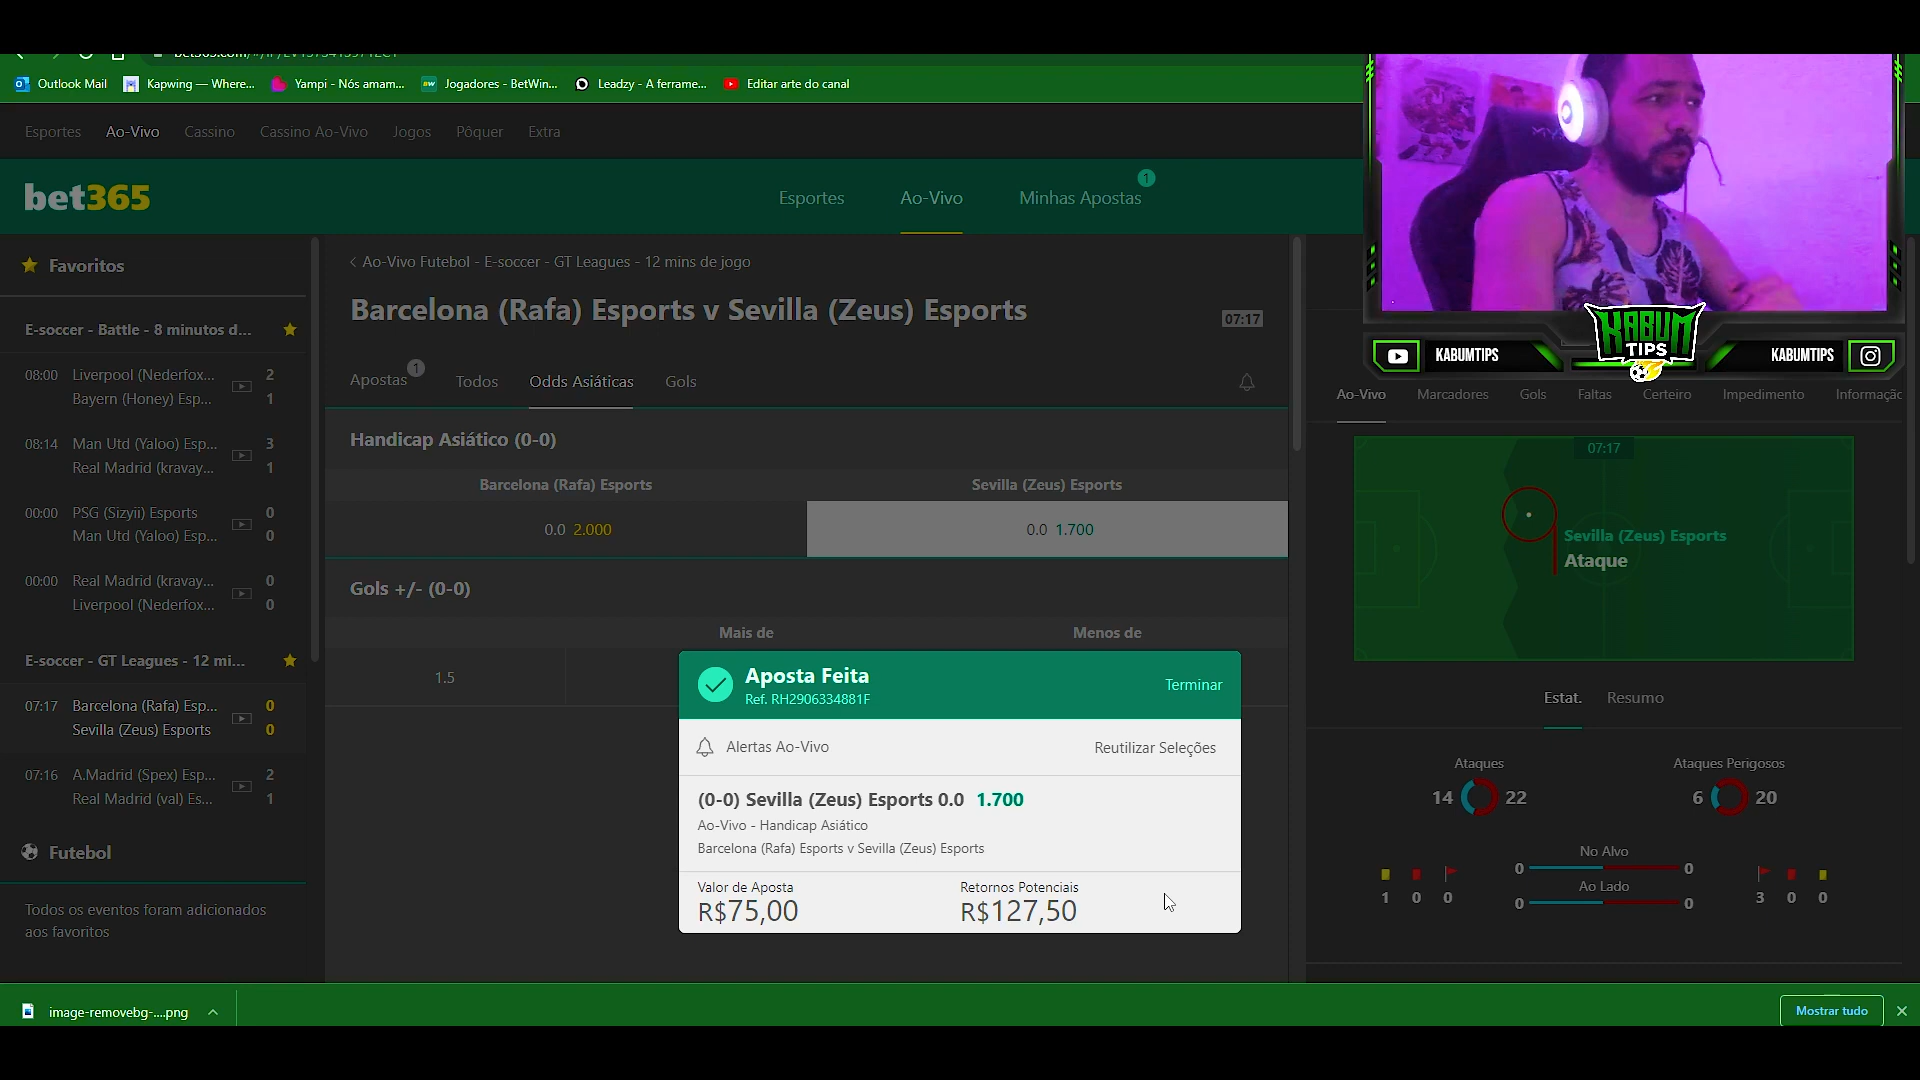 Outlook Mail
Kapwing — Where...
Yampi - Nós amam...
Jogadores - BetWin...
Leadzy - A ferrame...
Editar arte do canal
Esportes
Ao-Vivo
Cassino
Cassino Ao-Vivo
Jogos
Pôquer
Extra
bet365
Esportes
Ao-Vivo
Minhas Apostas
1
Favoritos
E-soccer - Battle - 8 minutos d...
08:00 Liverpool (Nederfox... 2
Bayern (Honey) Esp... 1
08:14 Man Utd (Yaloo) Esp... 3
Real Madrid (kravay... 1
00:00 PSG (Sizyii) Esports 0
Man Utd (Yaloo) Esp... 0
00:00 Real Madrid (kravay... 0
Liverpool (Nederfox... 0
E-soccer - GT Leagues - 12 mi...
07:17 Barcelona (Rafa) Esp... 0
Sevilla (Zeus) Esports 0
07:16 A.Madrid (Spex) Esp... 2
Real Madrid (val) Es... 1
Futebol
Todos os eventos foram adicionados
aos favoritos
< Ao-Vivo Futebol - E-soccer - GT Leagues - 12 mins de jogo
Barcelona (Rafa) Esports v Sevilla (Zeus) Esports
07:17
Apostas 1
Todos
Odds Asiáticas
Gols
Handicap Asiático (0-0)
Barcelona (Rafa) Esports
Sevilla (Zeus) Esports
0.0 2.000
0.0 1.700
Gols +/- (0-0)
Mais de
Menos de
1.5
Aposta Feita
Ref. RH2906334881F
Terminar
Alertas Ao-Vivo
Reutilizar Seleções
(0-0) Sevilla (Zeus) Esports 0.0 1.700
Ao-Vivo - Handicap Asiático
Barcelona (Rafa) Esports v Sevilla (Zeus) Esports
Valor de Aposta
Retornos Potenciais
R$75,00
R$127,50
KABUMTIPS
KABUM
TIPS
KABUMTIPS
Ao-Vivo
Marcadores
Gols
Faltas
Certeiro
Impedimento
Informaçã
07:17
Sevilla (Zeus) Esports
Ataque
Estat.
Resumo
Ataques
Ataques Perigosos
14 22
6 20
No Alvo
0 0
Ao Lado
0 0
1 0 0
3 0 0
image-removebg-....png
Mostrar tudo